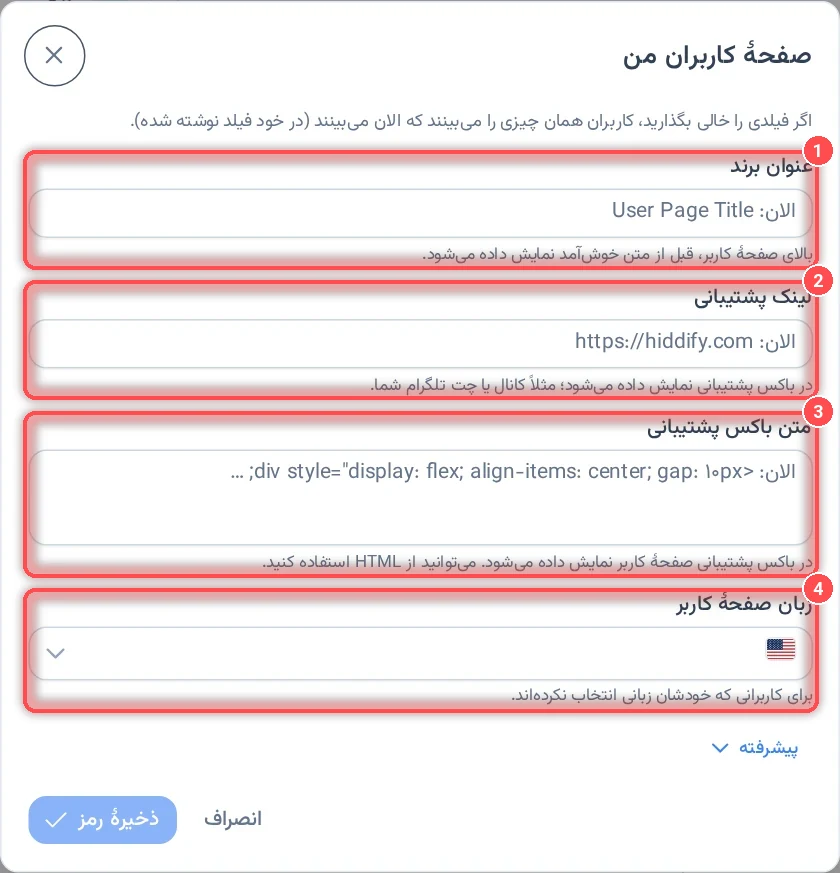 صفحهٔ کاربران من
اگر فیلدی را خالی بگذارید، کاربران همان چیزی را می‌بینند که الان می‌بینند (در خود فیلد نوشته شده).
1
عنوان برند
الان: User Page Title
بالای صفحهٔ کاربر، قبل از متن خوش‌آمد نمایش داده می‌شود.
2
لینک پشتیبانی
الان: https://hiddify.com
در باکس پشتیبانی نمایش داده می‌شود؛ مثلاً کانال یا چت تلگرام شما.
3
متن باکس پشتیبانی
الان: <div style="display: flex; align-items: center; gap: ۱۰px; ...
در باکس پشتیبانی صفحهٔ کاربر نمایش داده می‌شود. می‌توانید از HTML استفاده کنید.
4
زبان صفحهٔ کاربر
برای کاربرانی که خودشان زبانی انتخاب نکرده‌اند.
پیشرفته
انصراف
ذخیرهٔ رمز